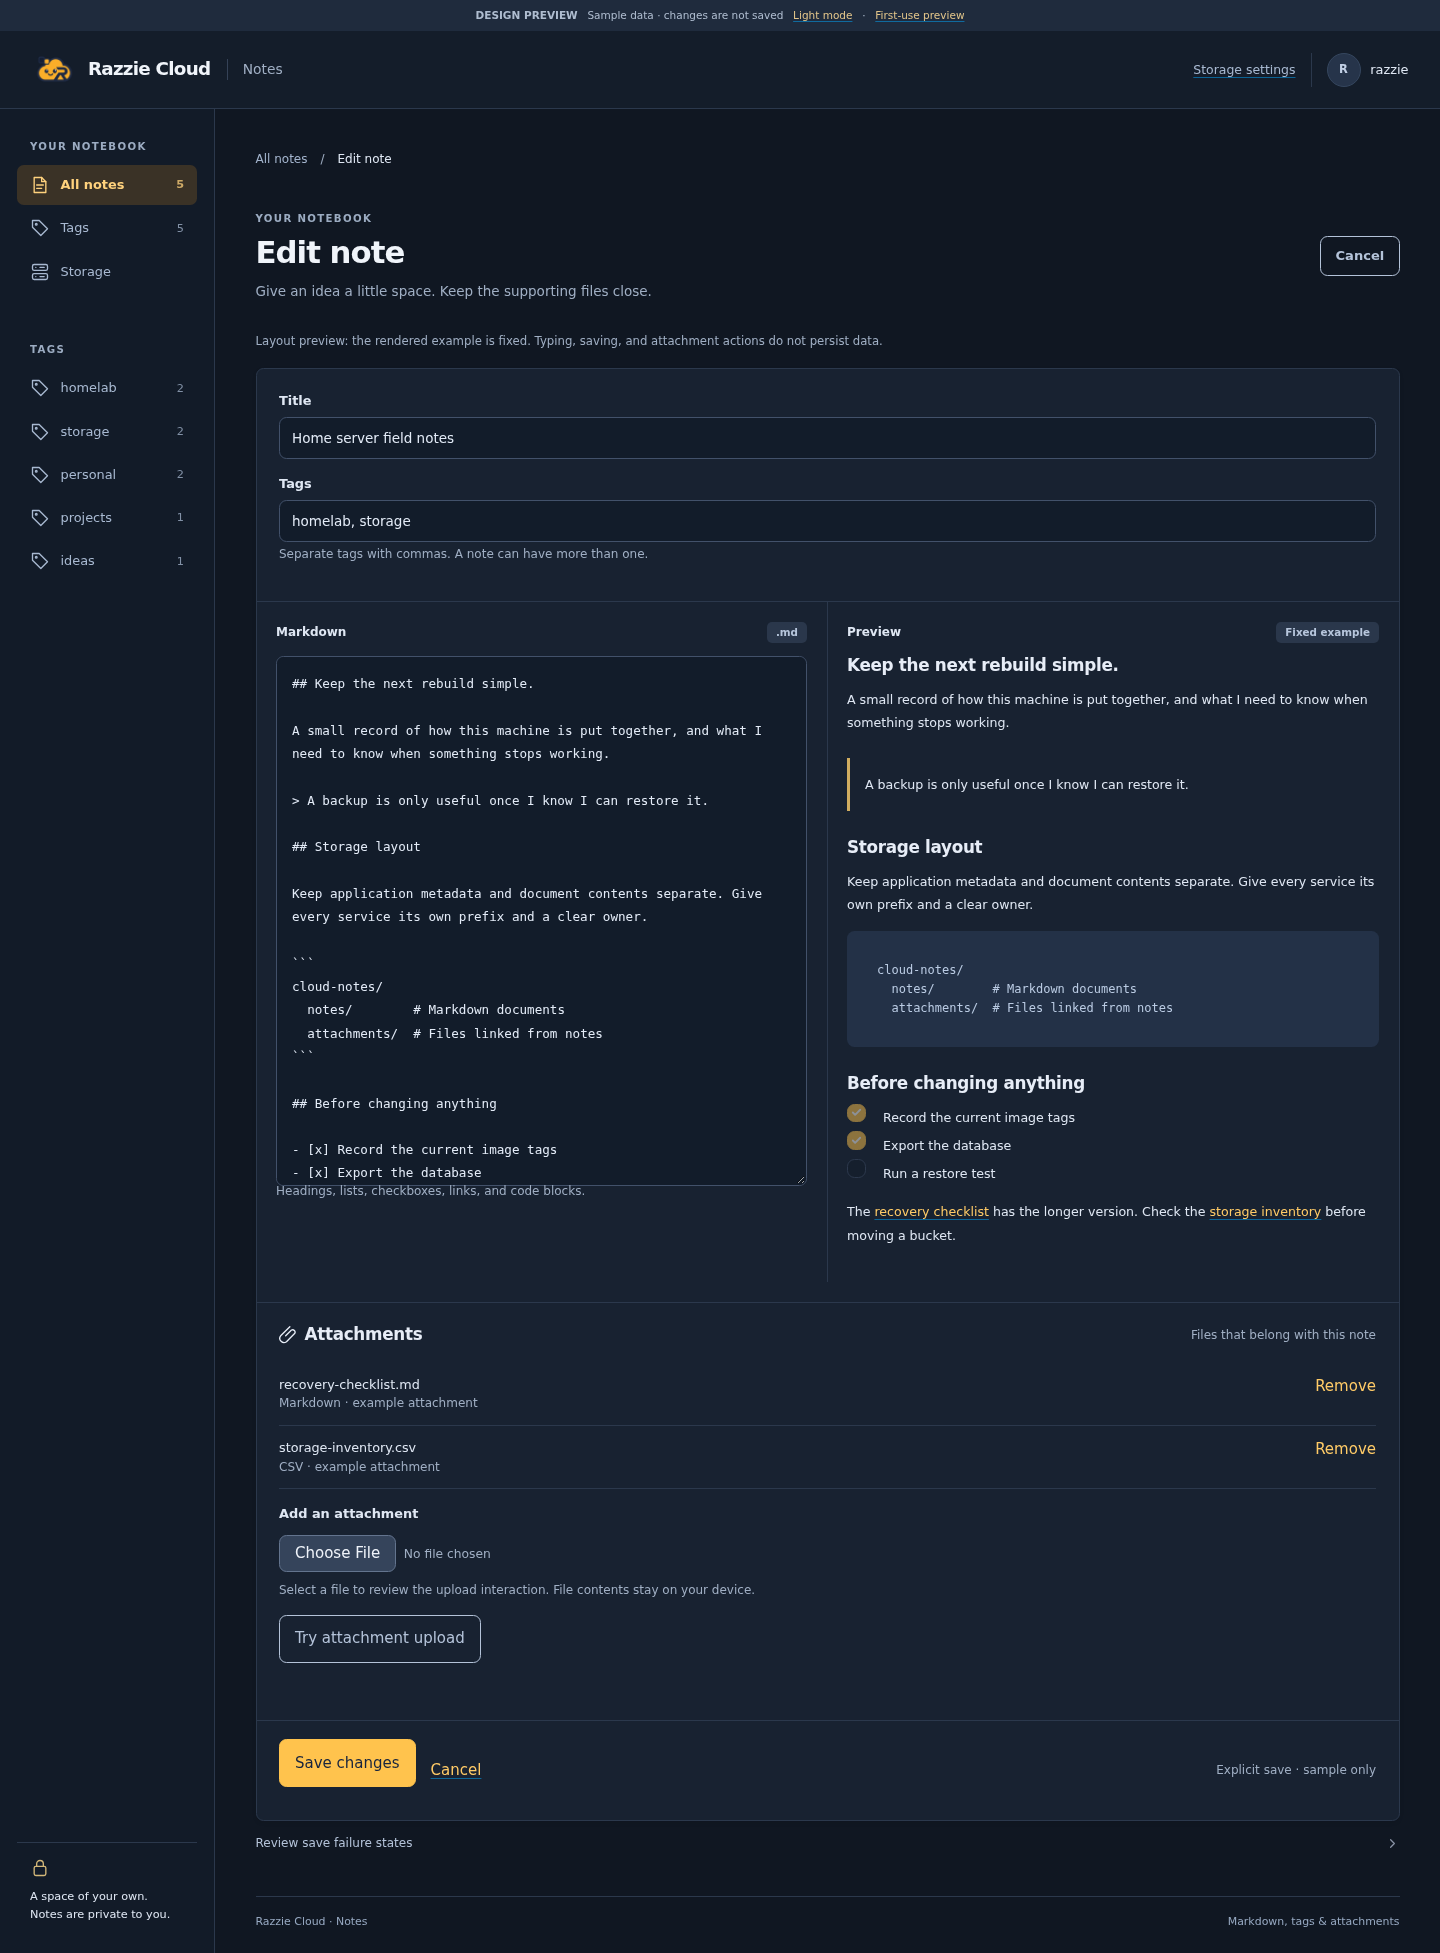 DESIGN PREVIEW Sample data · changes are not saved Light mode · First-use preview
Razzie Cloud Notes
Storage settings R razzie
YOUR NOTEBOOK
All notes 5
Tags 5
Storage
TAGS
homelab 2
storage 2
personal 2
projects 1
ideas 1
A space of your own.
Notes are private to you.
All notes / Edit note
YOUR NOTEBOOK
Edit note
Cancel
Give an idea a little space. Keep the supporting files close.
Layout preview: the rendered example is fixed. Typing, saving, and attachment actions do not persist data.
Title
Home server field notes
Tags
homelab, storage
Separate tags with commas. A note can have more than one.
Markdown .md
## Keep the next rebuild simple.
A small record of how this machine is put together, and what I
need to know when something stops working.
> A backup is only useful once I know I can restore it.
## Storage layout
Keep application metadata and document contents separate. Give
every service its own prefix and a clear owner.
```
cloud-notes/
  notes/        # Markdown documents
  attachments/  # Files linked from notes
```
## Before changing anything
- [x] Record the current image tags
- [x] Export the database
Headings, lists, checkboxes, links, and code blocks.
Preview Fixed example
Keep the next rebuild simple.
A small record of how this machine is put together, and what I need to know when
something stops working.
A backup is only useful once I know I can restore it.
Storage layout
Keep application metadata and document contents separate. Give every service its
own prefix and a clear owner.
cloud-notes/
  notes/        # Markdown documents
  attachments/  # Files linked from notes
Before changing anything
Record the current image tags
Export the database
Run a restore test
The recovery checklist has the longer version. Check the storage inventory before
moving a bucket.
Attachments
Files that belong with this note
recovery-checklist.md
Markdown · example attachment
Remove
storage-inventory.csv
CSV · example attachment
Remove
Add an attachment
Choose File No file chosen
Select a file to review the upload interaction. File contents stay on your device.
Try attachment upload
Save changes Cancel
Explicit save · sample only
Review save failure states
Razzie Cloud · Notes
Markdown, tags & attachments